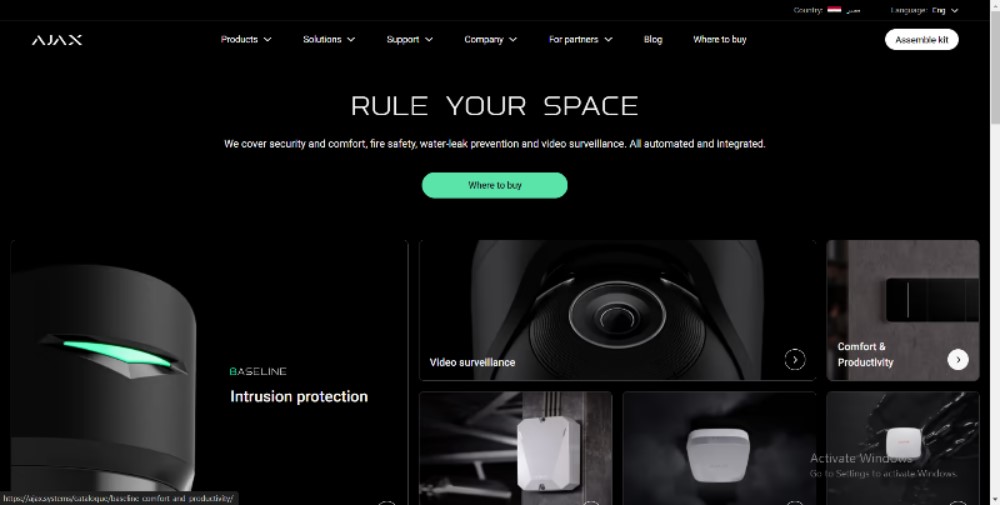 Country:
Language: Eng
AJAX
Products
Solutions
Support
Company
For partners
Blog
Where to buy
Assemble kit
RULE YOUR SPACE
We cover security and comfort, fire safety, water-leak prevention and video surveillance. All automated and integrated.
Where to buy
BASELINE
Intrusion protection
Video surveillance
Comfort &
Productivity
Activate Windows
Go to Settings to activate Windows.
https://ajax.systems/catalogue/baseline-comfort-and-productivity/